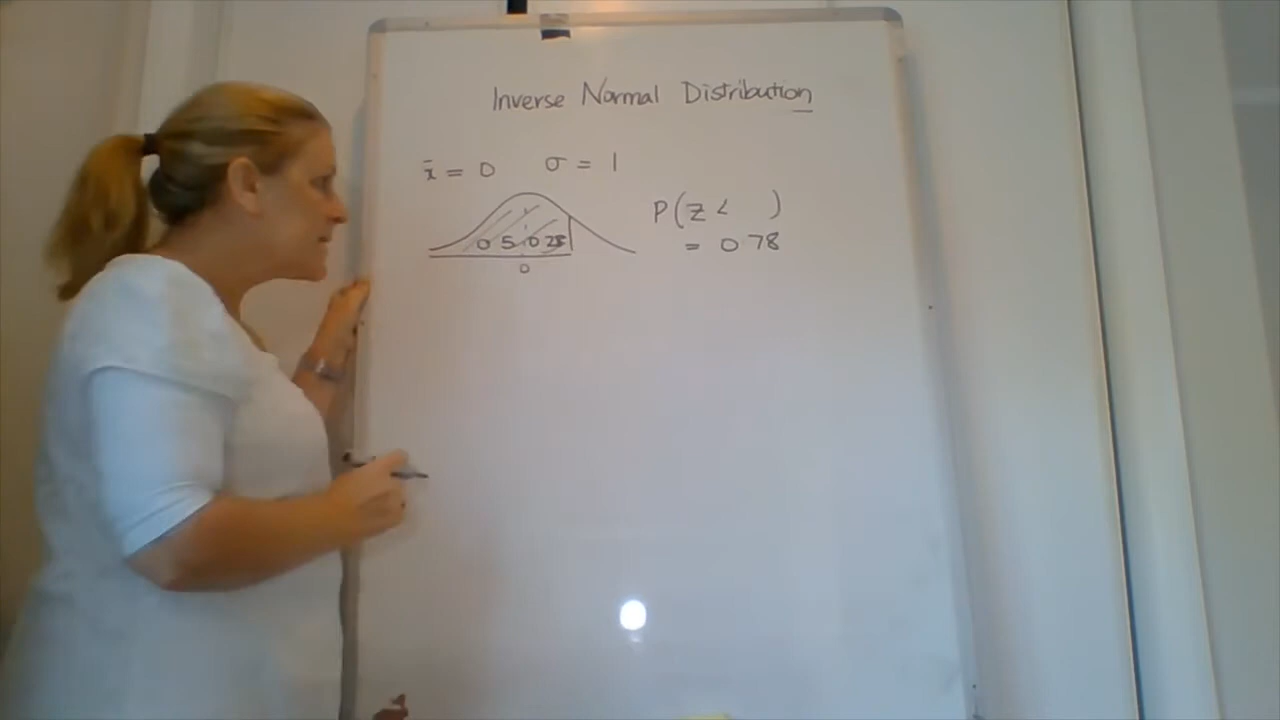 Inverse Normal Distribution
x̄ = 0 σ = 1
P(Z < )
= 0.78
0.5 0.28
0